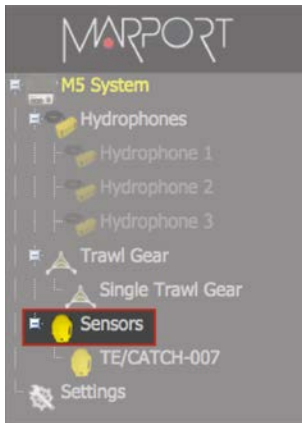 MARPORT
M5 System
Hydrophones
Hydrophone 1
Hydrophone 2
Hydrophone 3
Trawl Gear
Single Trawl Gear
Sensors
TE/CATCH-007
Settings